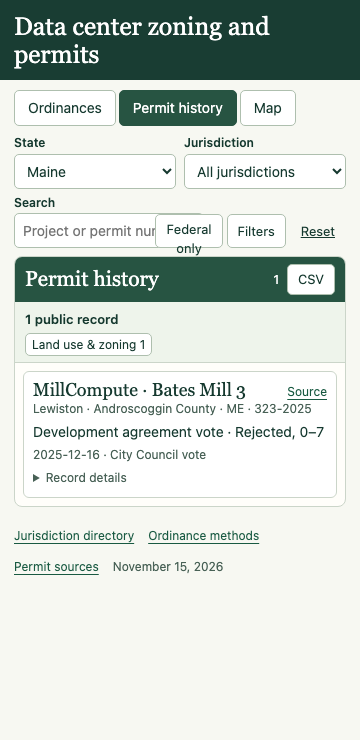 Data center zoning and
permits
Ordinances
Permit history
Map
State
Jurisdiction
Maine
All jurisdictions
Search
Project or permit nur
Federal
only
Filters
Reset
Permit history
1
CSV
1 public record
Land use & zoning 1
MillCompute · Bates Mill 3
Source
Lewiston · Androscoggin County · ME · 323-2025
Development agreement vote · Rejected, 0–7
2025-12-16 · City Council vote
Record details
Jurisdiction directory
Ordinance methods
Permit sources
November 15, 2026